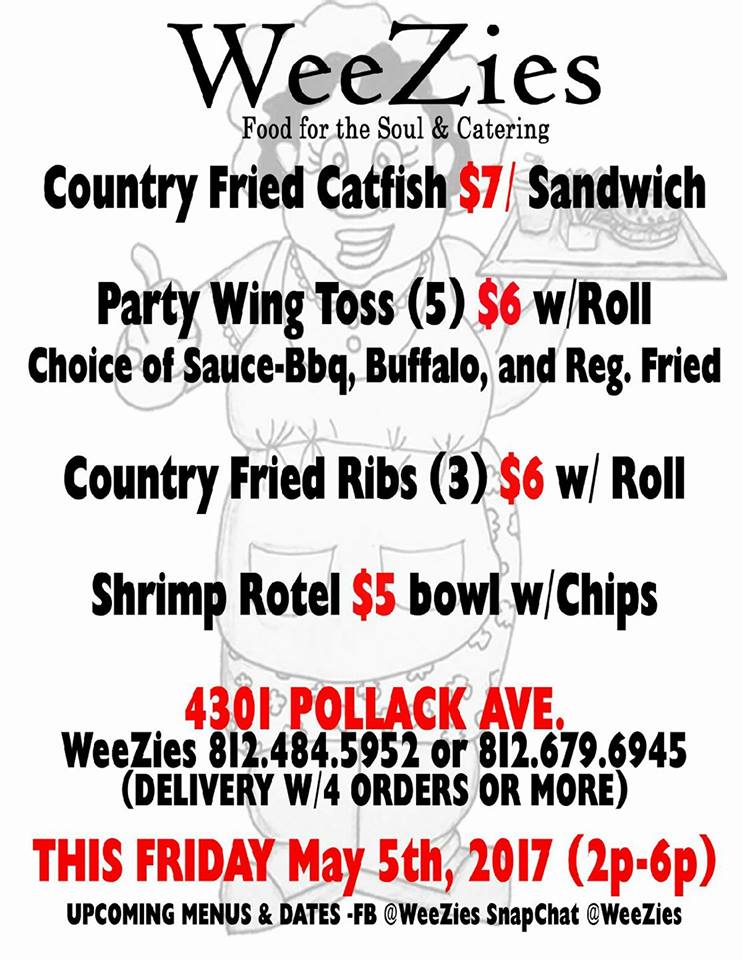 WeeZies
Food for the Soul & Catering
Country Fried Catfish $7/ Sandwich
Party Wing Toss (5) $6 w/Roll
Choice of Sauce-Bbq, Buffalo, and Reg. Fried
Country Fried Ribs (3) $6 w/ Roll
Shrimp Rotel $5 bowl w/Chips
4301 POLLACK AVE.
WeeZies 812.484.5952 or 812.679.6945
(DELIVERY W/4 ORDERS OR MORE)
THIS FRIDAY May 5th, 2017 (2p-6p)
UPCOMING MENUS & DATES -FB @WeeZies SnapChat @WeeZies